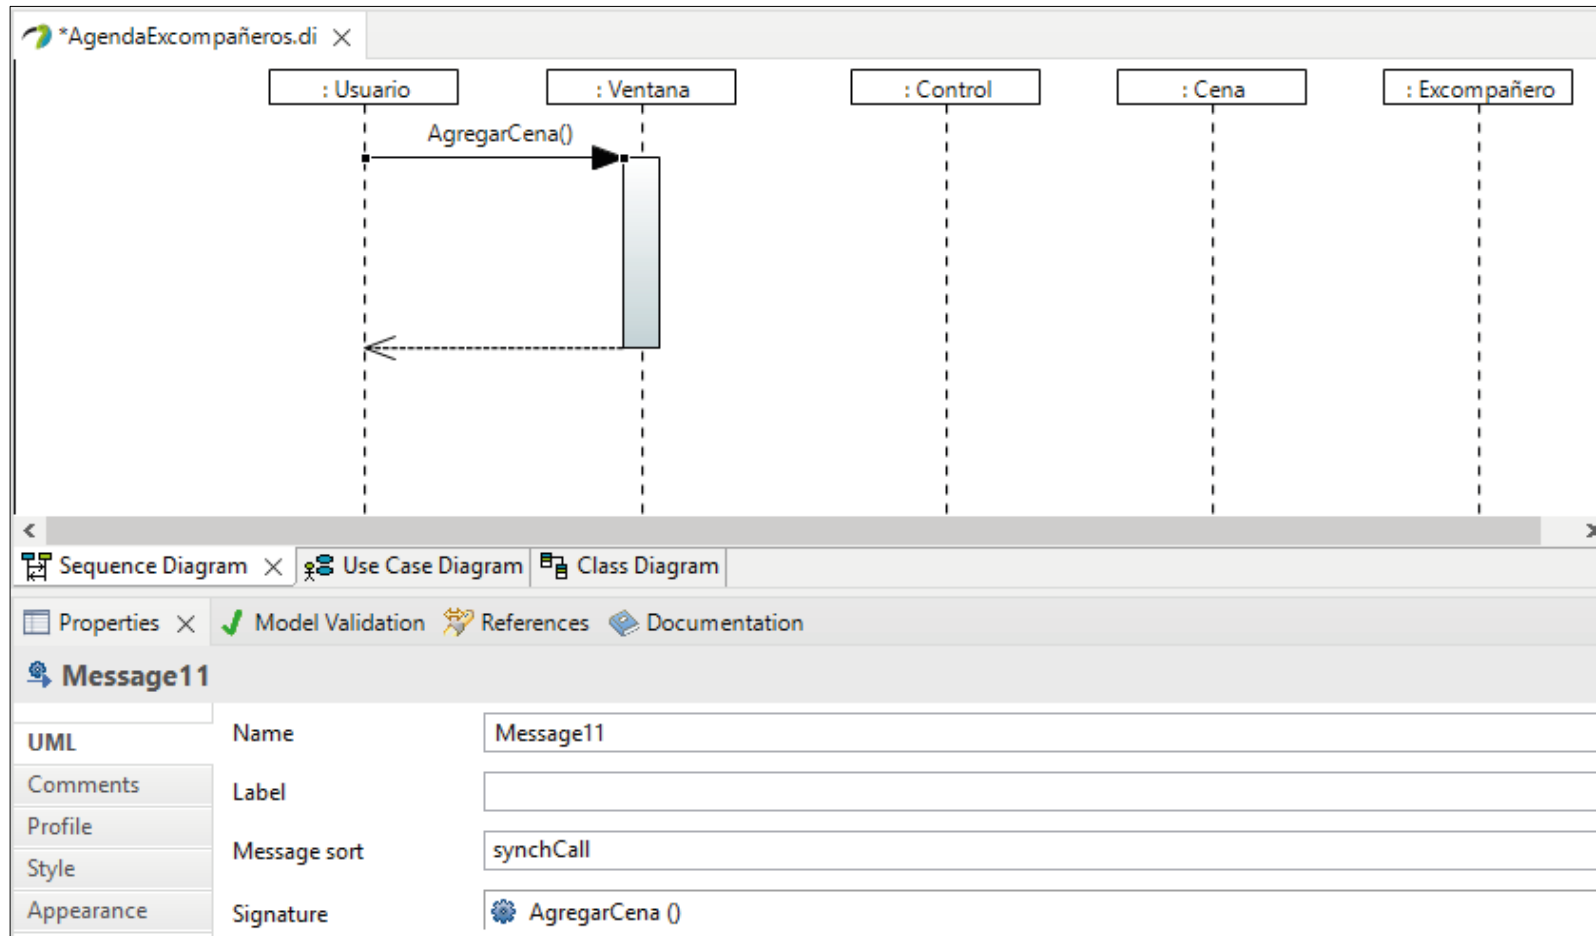 *AgendaExcompañeros.di
: Usuario : Ventana : Control : Cena : Excompañero
AgregarCena()
Sequence Diagram Use Case Diagram Class Diagram
Properties Model Validation References Documentation
Message11
UML
Comments
Profile
Style
Appearance
Name Message11
Label
Message sort synchCall
Signature AgregarCena ()